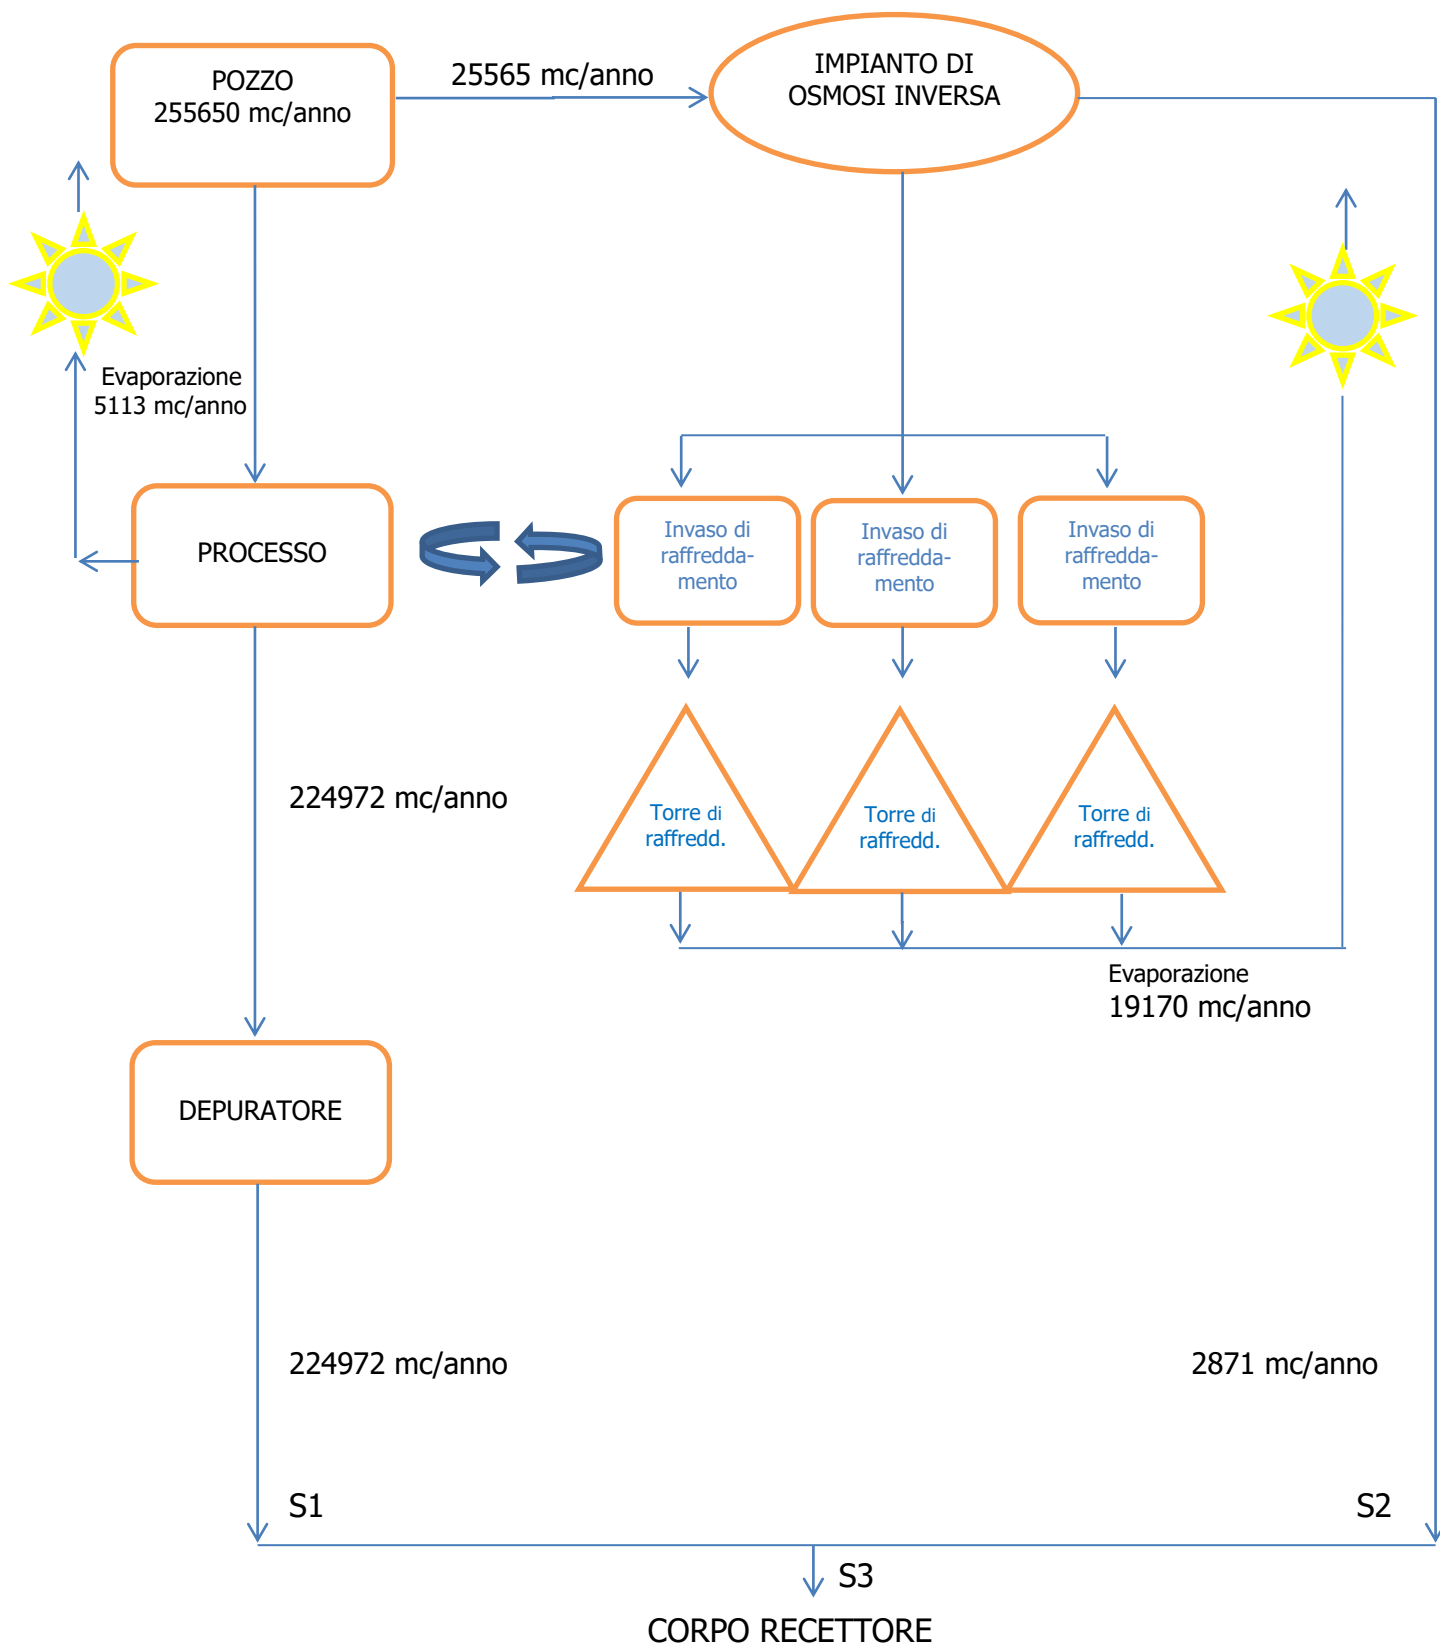 POZZO
255650 mc/anno
25565 mc/anno
IMPIANTO DI
OSMOSI INVERSA
Evaporazione
5113 mc/anno
PROCESSO
Invaso di
raffredda-
mento
Invaso di
raffredda-
mento
Invaso di
raffredda-
mento
224972 mc/anno
Torre di
raffredd.
Torre di
raffredd.
Torre di
raffredd.
Evaporazione
19170 mc/anno
DEPURATORE
224972 mc/anno
2871 mc/anno
S1
S2
S3
CORPO RECETTORE